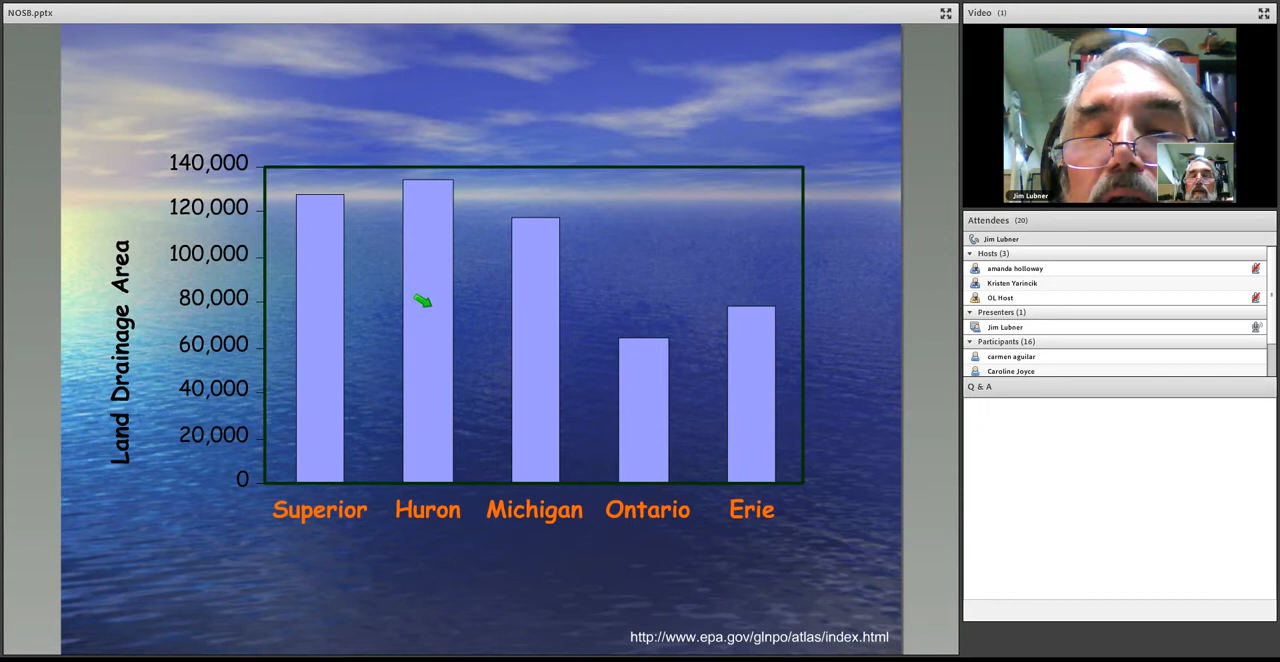 NOSB.pptx
140,000
120,000
100,000
80,000
60,000
40,000
20,000
0
Land Drainage Area
Superior Huron Michigan Ontario Erie
http://www.epa.gov/glnpo/atlas/index.html
Video (1)
Jim Lubner
Attendees (20)
Jim Lubner
Hosts (3)
amanda holloway
Kristen Yarincik
OL Host
Presenters (1)
Jim Lubner
Participants (16)
carmen aguilar
Caroline Joyce
Q & A